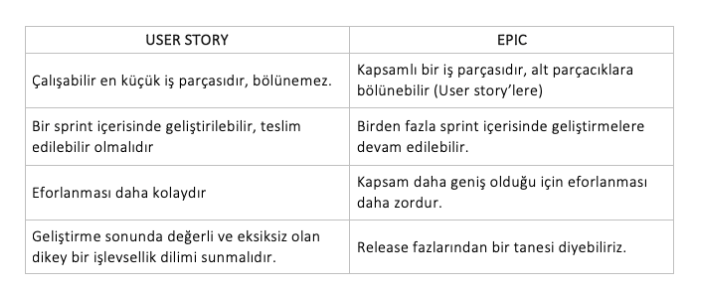 USER STORY
EPIC
Çalışabilir en küçük iş parçasıdır, bölünemez.
Kapsamlı bir iş parçasıdır, alt parçacıklara
bölünebilir (User story’lere)
Bir sprint içerisinde geliştirilebilir, teslim
edilebilir olmalıdır
Birden fazla sprint içerisinde geliştirmelere
devam edilebilir.
Eforlanması daha kolaydır
Kapsam daha geniş olduğu için eforlanması
daha zordur.
Geliştirme sonunda değerli ve eksiksiz olan
dikey bir işlevsellik dilimi sunmalıdır.
Release fazlarından bir tanesi diyebiliriz.